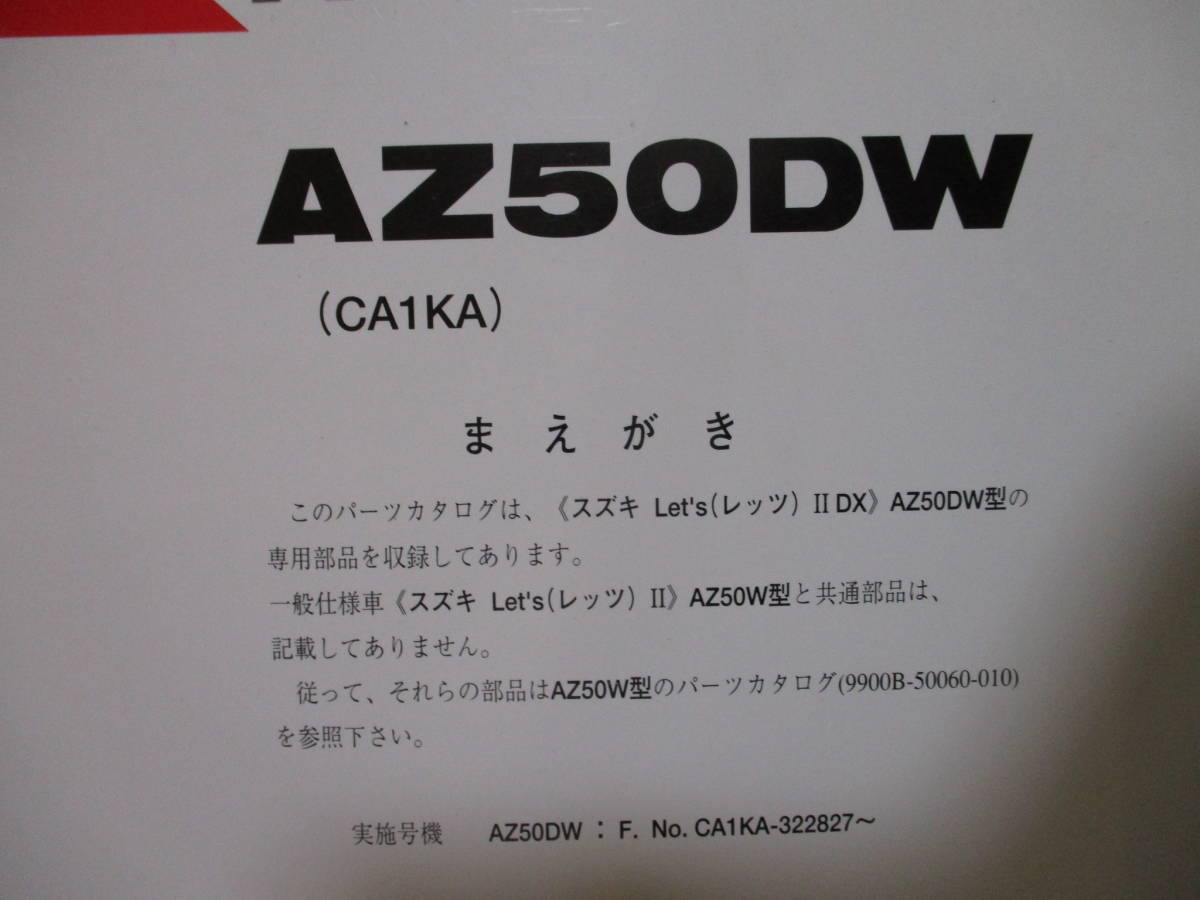 AZ50DW
(CA1KA)
まえがき
このパーツカタログは、《スズキ Let's(レッツ) II DX》AZ50DW型の
専用部品を収録してあります。
一般仕様車《スズキ Let's(レッツ) II》AZ50W型と共通部品は、
記載してありません。
従って、それらの部品はAZ50W型のパーツカタログ(9900B-50060-010)
を参照下さい。
実施号機 AZ50DW : F. No. CA1KA-322827~